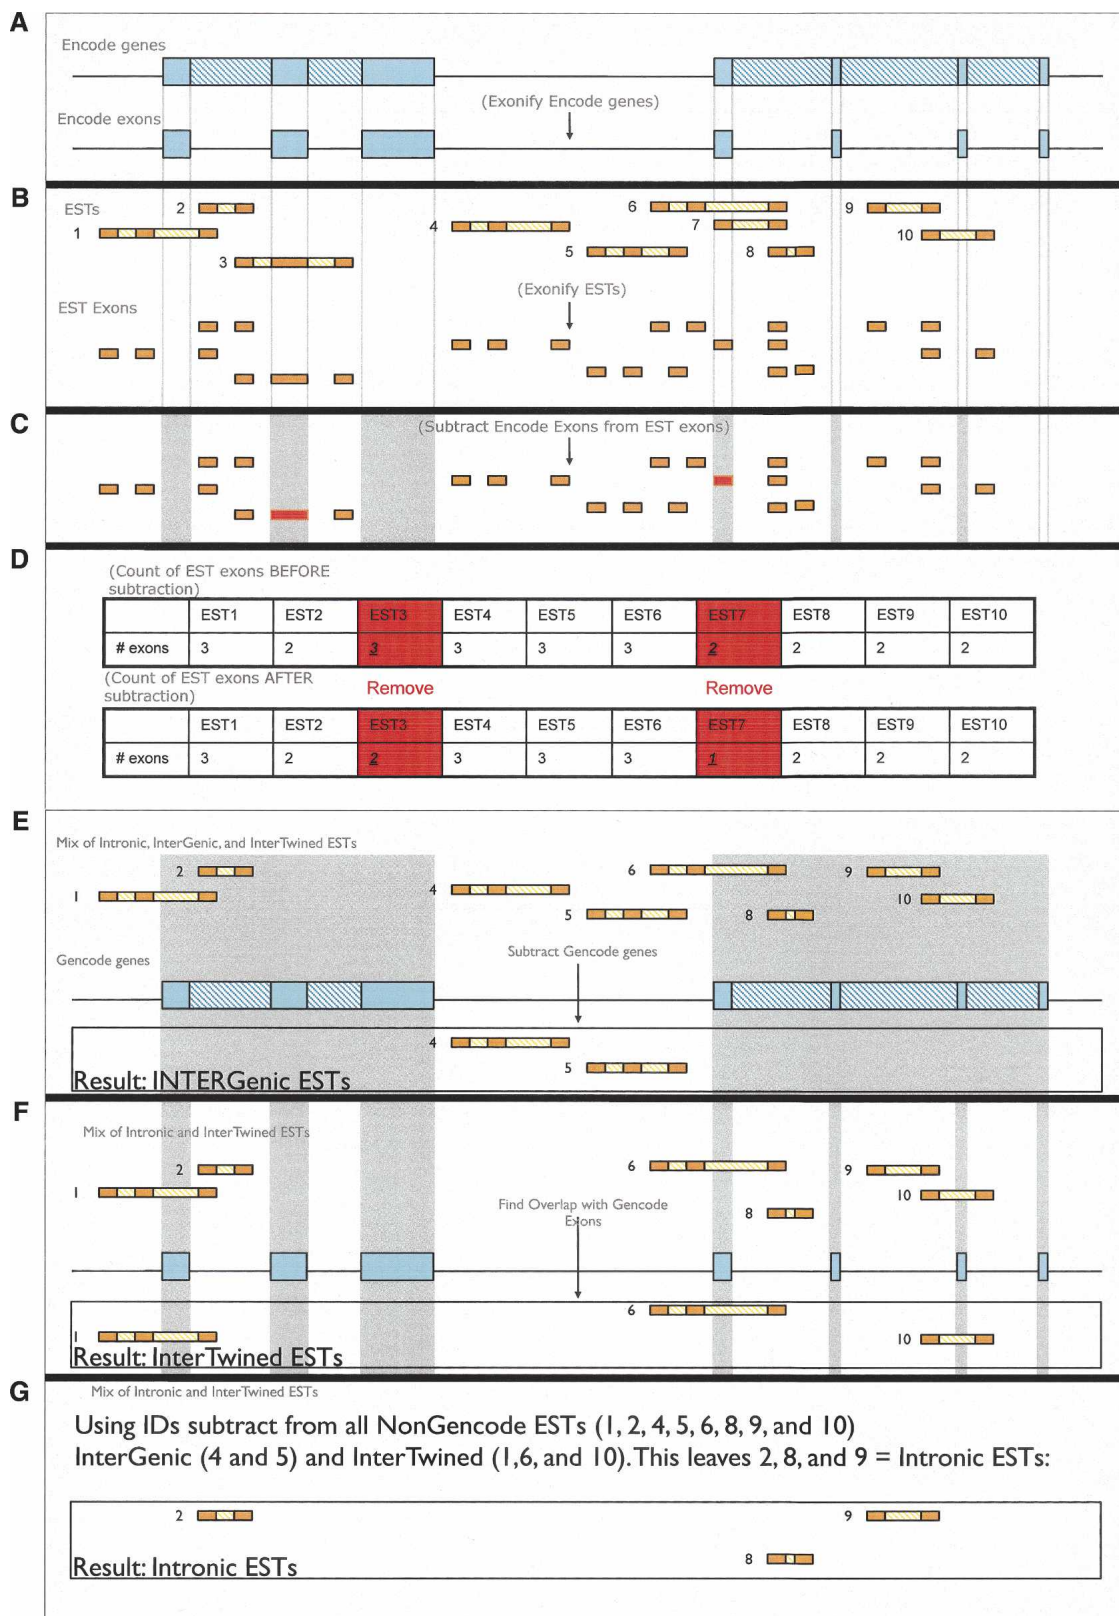 A
Encode genes
(Exonify Encode genes)
Encode exons
B
ESTs
2
6
9
1
4
7
10
3
5
8
(Exonify ESTs)
EST Exons
C
(Subtract Encode Exons from EST exons)
D
(Count of EST exons BEFORE
subtraction)
EST1 EST2 EST3 EST4 EST5 EST6 EST7 EST8 EST9 EST10
# exons 3 2 3 3 3 3 2 2 2 2
(Count of EST exons AFTER
subtraction)
Remove Remove
EST1 EST2 EST3 EST4 EST5 EST6 EST7 EST8 EST9 EST10
# exons 3 2 2 3 3 3 1 2 2 2
E
Mix of Intronic, InterGenic, and InterTwined ESTs
2
6
9
1
4
10
5
8
Subtract Gencode genes
Gencode genes
4
5
Result: INTERGenic ESTs
F
Mix of Intronic and InterTwined ESTs
2
6
9
1
10
8
Find Overlap with Gencode
Exons
6
1
10
Result: InterTwined ESTs
G
Mix of Intronic and InterTwined ESTs
Using IDs subtract from all NonGencode ESTs (1, 2, 4, 5, 6, 8, 9, and 10)
InterGenic (4 and 5) and InterTwined (1,6, and 10). This leaves 2, 8, and 9 = Intronic ESTs:
2
9
8
Result: Intronic ESTs